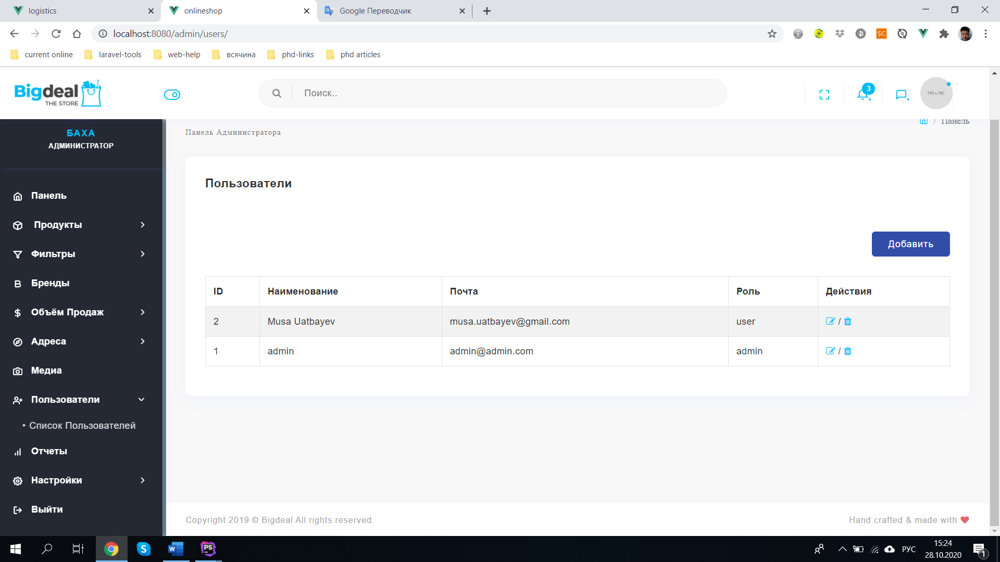 logistics
onlineshop
Google Переводчик
localhost:8080/admin/users/
SC
current online
laravel-tools
web-help
всячина
phd-links
phd articles
Bigdeal
THE STORE
Поиск..
3
250 x 250
БАХА
АДМИНИСТРАТОР
Панель Администратора
/ Панель
Панель
Продукты
Фильтры
Бренды
Объём Продаж
Адреса
Медиа
Пользователи
• Список Пользователей
Отчеты
Настройки
Выйти
Пользователи
Добавить
ID Наименование Почта Роль Действия
2 Musa Uatbayev musa.uatbayev@gmail.com user /
1 admin admin@admin.com admin /
Copyright 2019 © Bigdeal All rights reserved.
Hand crafted & made with
РУС
15:24
28.10.2020
1